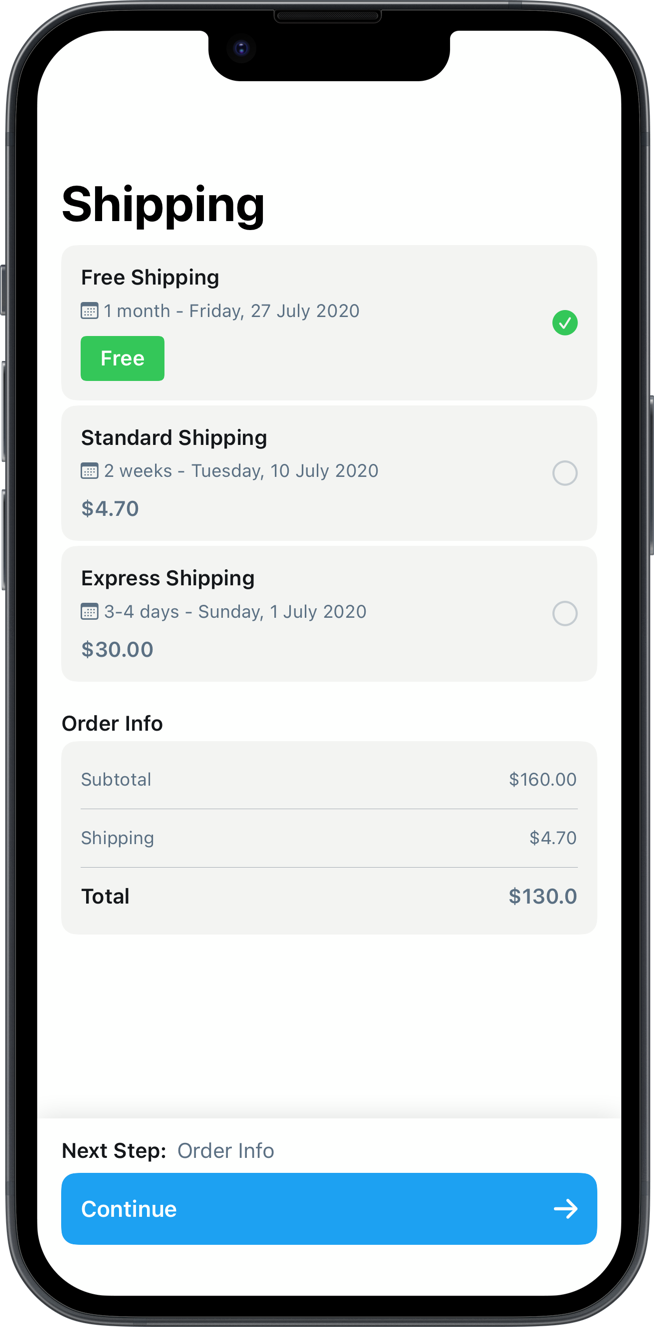 Shipping
Free Shipping
1 month - Friday, 27 July 2020
Free
Standard Shipping
2 weeks - Tuesday, 10 July 2020
$4.70
Express Shipping
3-4 days - Sunday, 1 July 2020
$30.00
Order Info
Subtotal $160.00
Shipping $4.70
Total $130.0
Next Step: Order Info
Continue